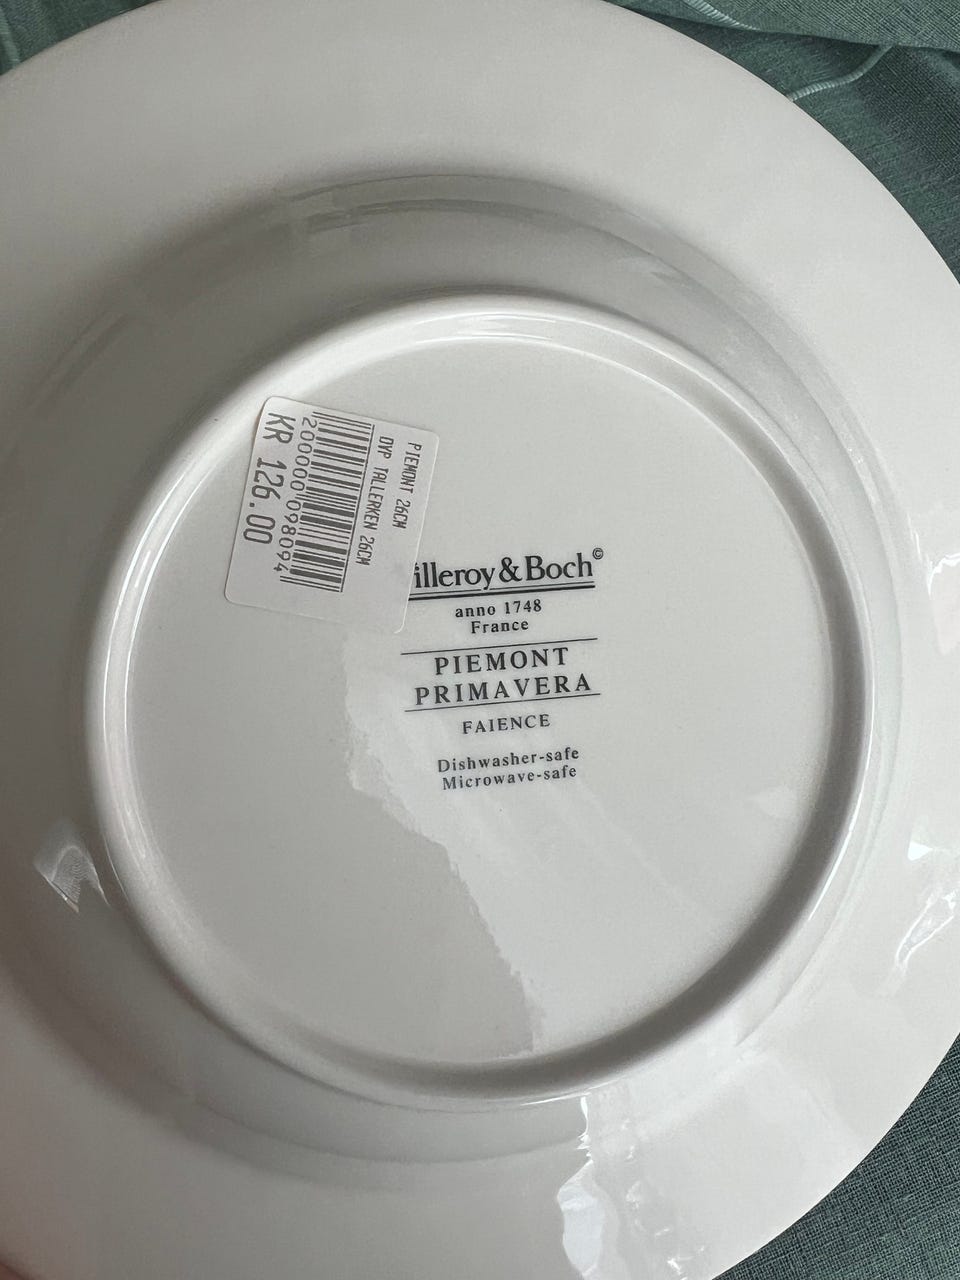 PIEMONT 26CM
DYP TALLERKEN 26CM
2000000098094
KR 126.00
illeroy & Boch©
anno 1748
France
PIEMONT
PRIMAVERA
FAIENCE
Dishwasher-safe
Microwave-safe